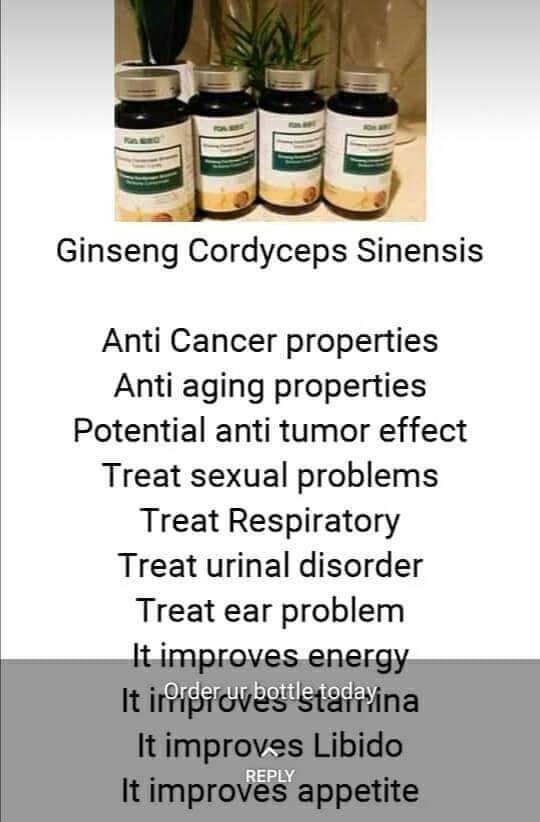 Ginseng Cordyceps Sinensis
Anti Cancer properties
Anti aging properties
Potential anti tumor effect
Treat sexual problems
Treat Respiratory
Treat urinal disorder
Treat ear problem
It improves energy
It improves stamina
Order ur bottle today
It improves Libido
REPLY
It improves appetite